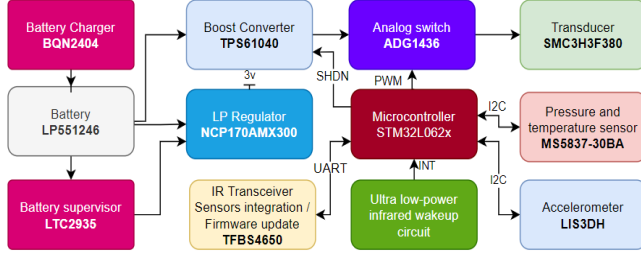 Battery Charger
BQN2404
Boost Converter
TPS61040
Analog switch
ADG1436
Transducer
SMC3H3F380
SHDN
PWM
3v
Battery
LP551246
LP Regulator
NCP170AMX300
Microcontroller
STM32L062x
I2C
Pressure and
temperature sensor
MS5837-30BA
UART
INT
I2C
Battery supervisor
LTC2935
IR Transceiver
Sensors integration /
Firmware update
TFBS4650
Ultra low-power
infrared wakeup
circuit
Accelerometer
LIS3DH